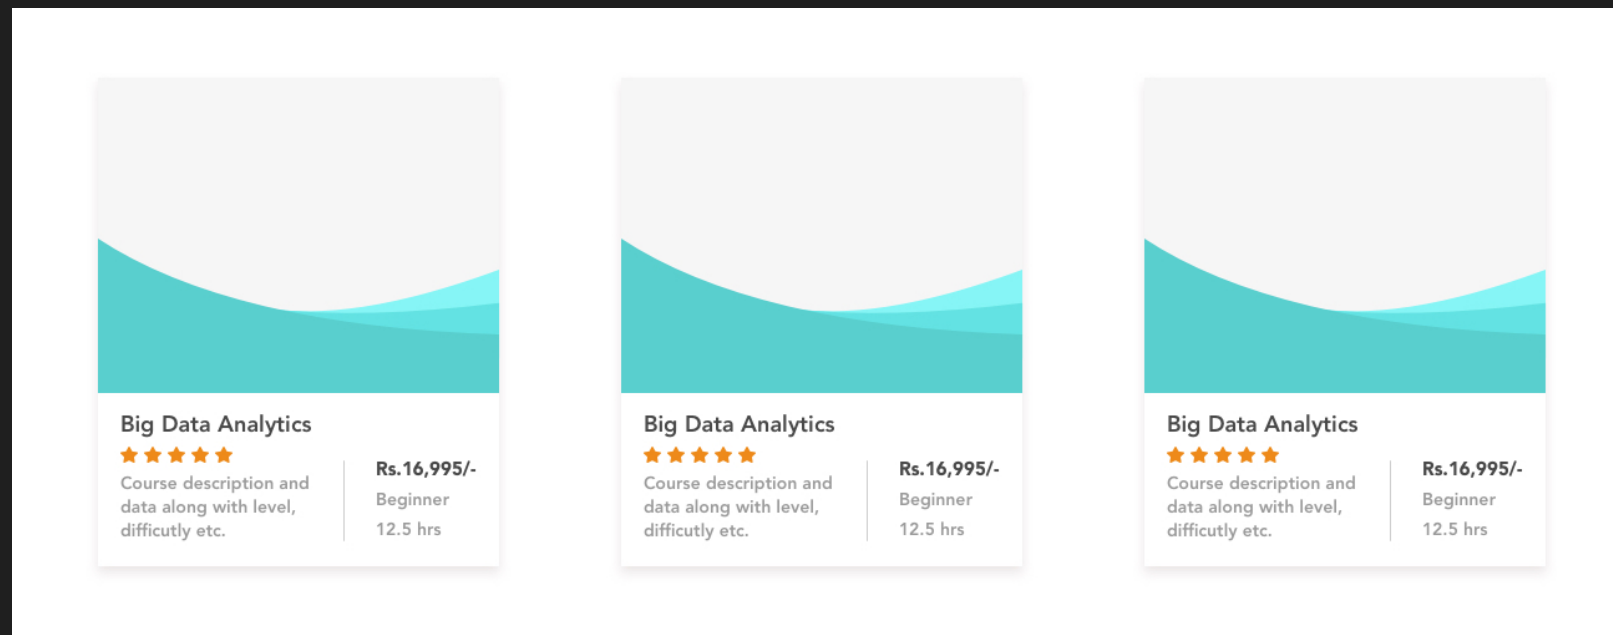 Big Data Analytics
Course description and
data along with level,
difficutly etc.
Rs.16,995/-
Beginner
12.5 hrs
Big Data Analytics
Course description and
data along with level,
difficutly etc.
Rs.16,995/-
Beginner
12.5 hrs
Big Data Analytics
Course description and
data along with level,
difficutly etc.
Rs.16,995/-
Beginner
12.5 hrs